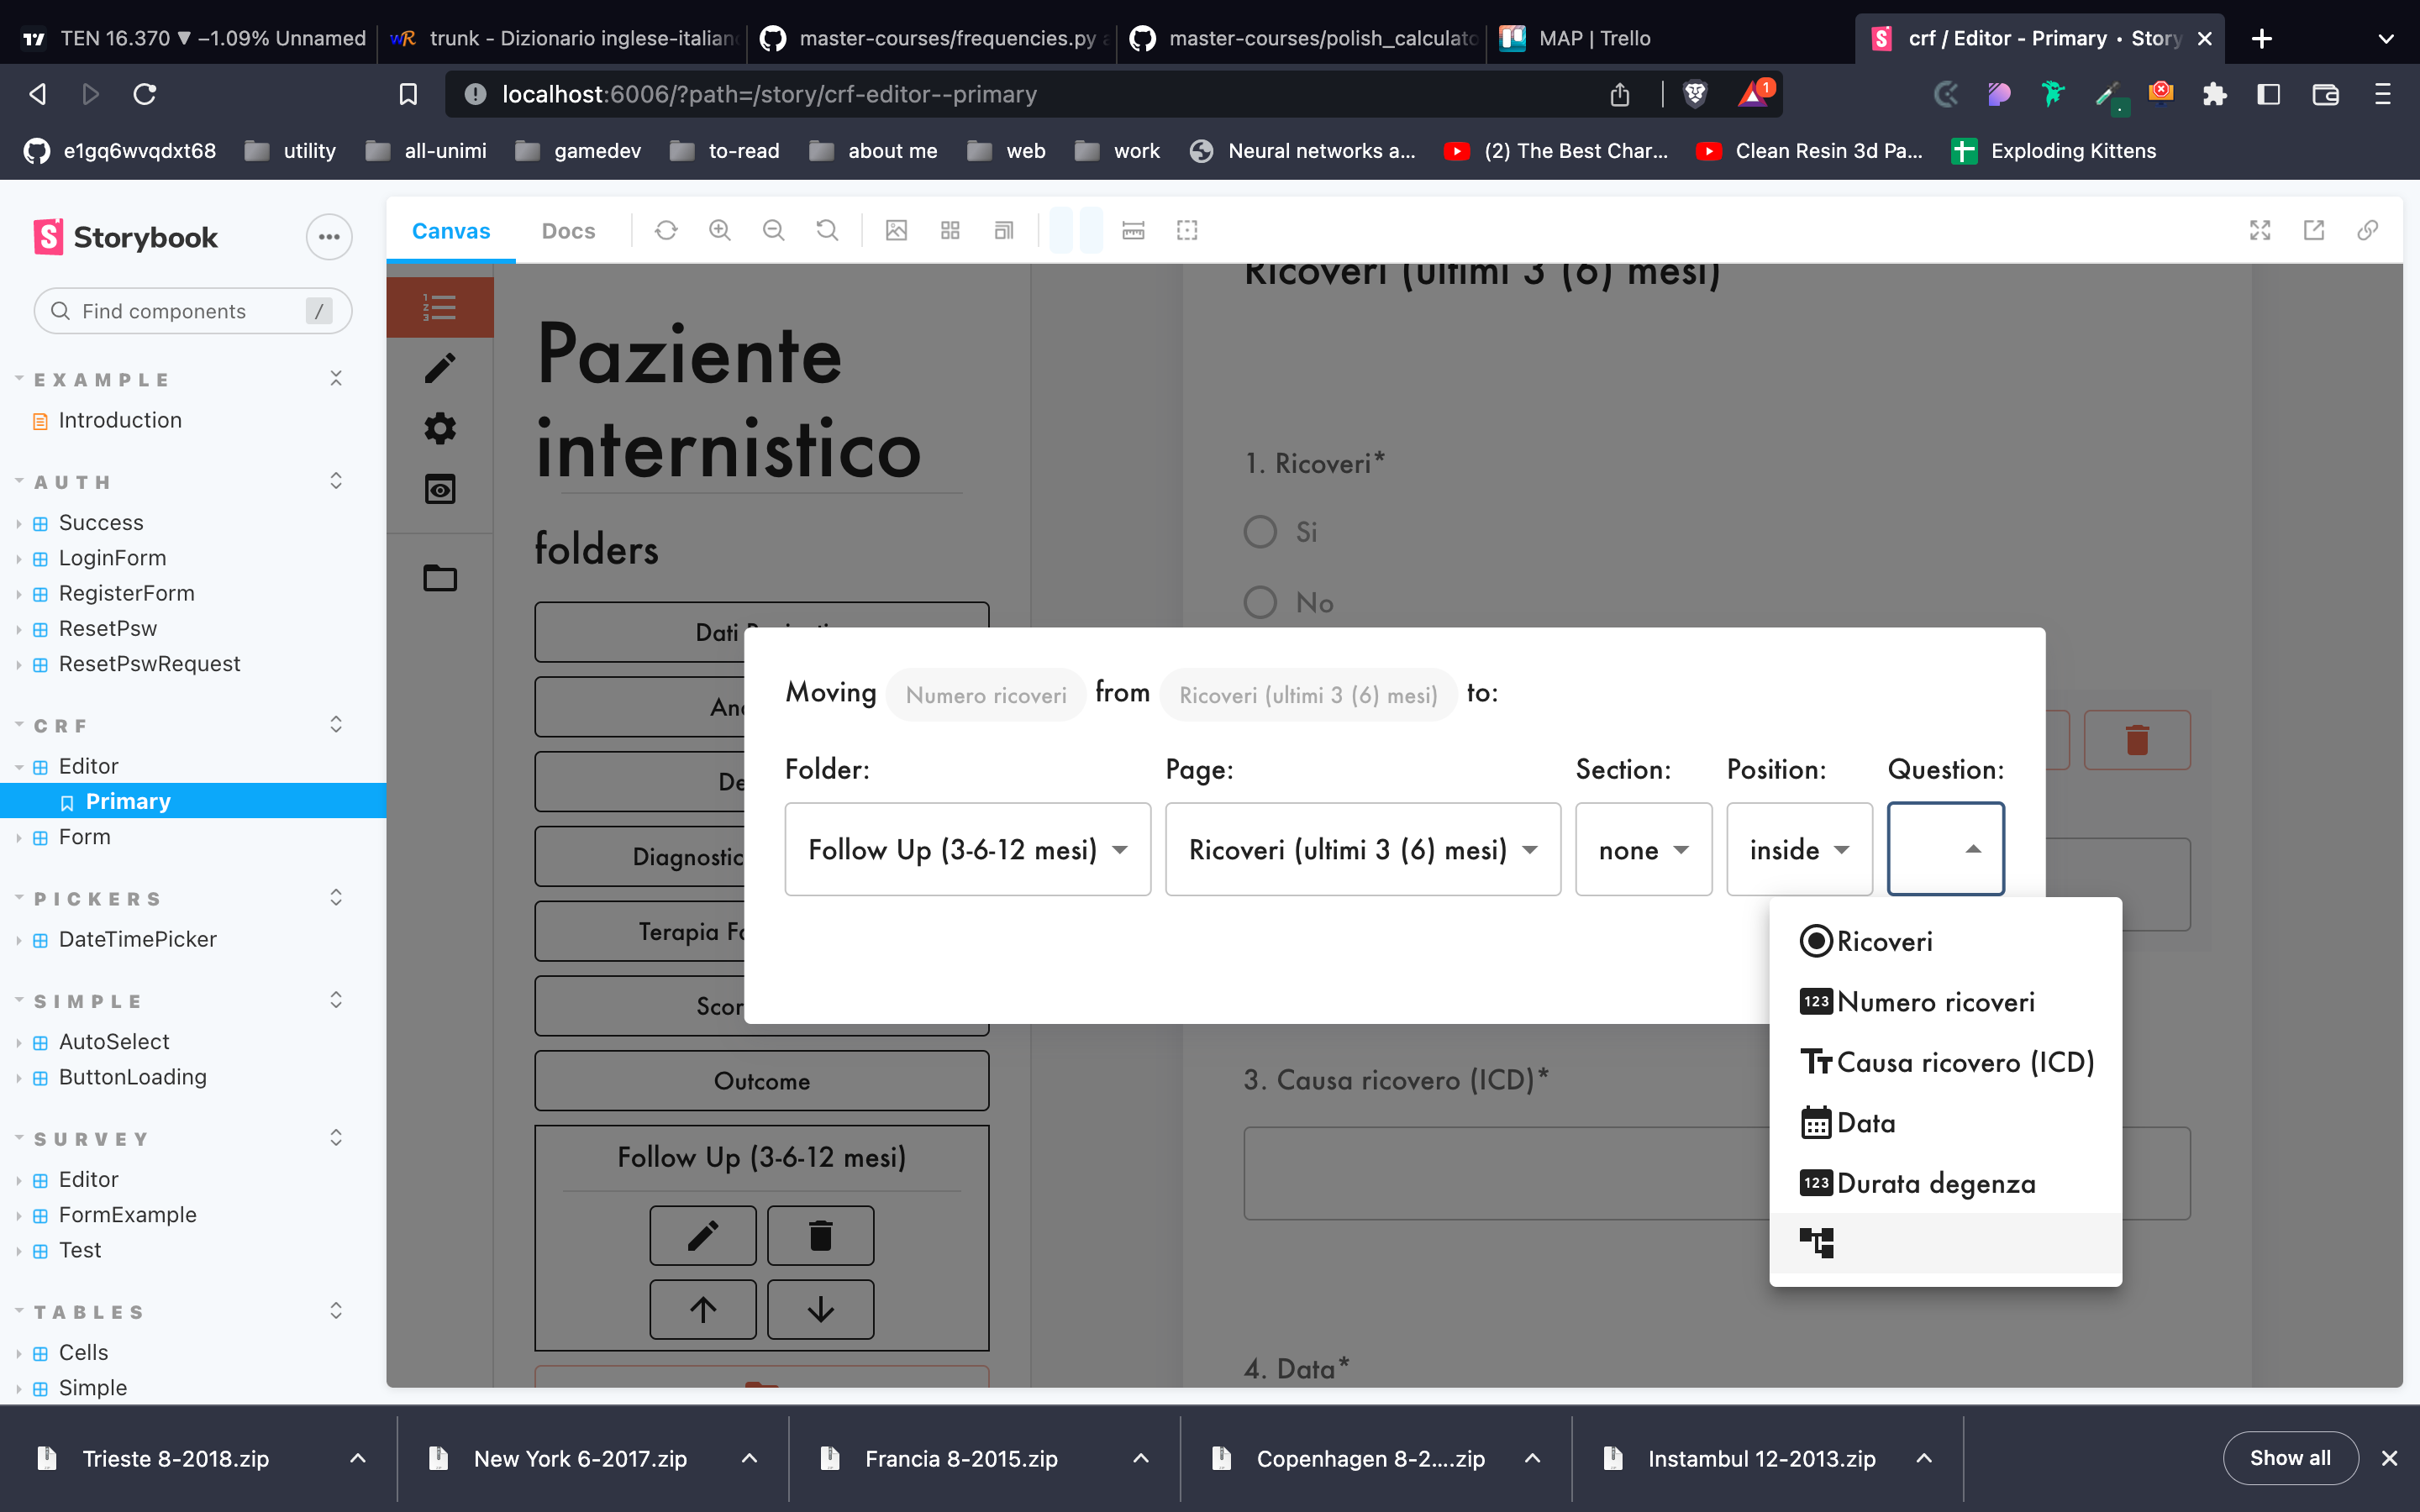 TEN 16.370 ▼ −1.09% Unnamed
trunk - Dizionario inglese-italian
master-courses/frequencies.py a
master-courses/polish_calculato
MAP | Trello
crf / Editor - Primary • Story
localhost:6006/?path=/story/crf-editor--primary
1
e1gq6wvqdxt68
utility
all-unimi
gamedev
to-read
about me
web
work
Neural networks a...
(2) The Best Char...
Clean Resin 3d Pa...
Exploding Kittens
Storybook
Find components
/
EXAMPLE
Introduction
AUTH
Success
LoginForm
RegisterForm
ResetPsw
ResetPswRequest
CRF
Editor
Primary
Form
PICKERS
DateTimePicker
SIMPLE
AutoSelect
ButtonLoading
SURVEY
Editor
FormExample
Test
TABLES
Cells
Simple
Canvas
Docs
Paziente
internistico
folders
Dati
Diagnostic
Terapia
Scor
Outcome
Follow Up (3-6-12 mesi)
Ricoveri (ultimi 3 (6) mesi)
1. Ricoveri*
Si
No
Moving Numero ricoveri from Ricoveri (ultimi 3 (6) mesi) to:
Folder: Page: Section: Position: Question:
Follow Up (3-6-12 mesi) Ricoveri (ultimi 3 (6) mesi) none inside
Ricoveri
123 Numero ricoveri
Causa ricovero (ICD)
Data
123 Durata degenza
3. Causa ricovero (ICD)*
4. Data*
Trieste 8-2018.zip
New York 6-2017.zip
Francia 8-2015.zip
Copenhagen 8-2....zip
Instambul 12-2013.zip
Show all